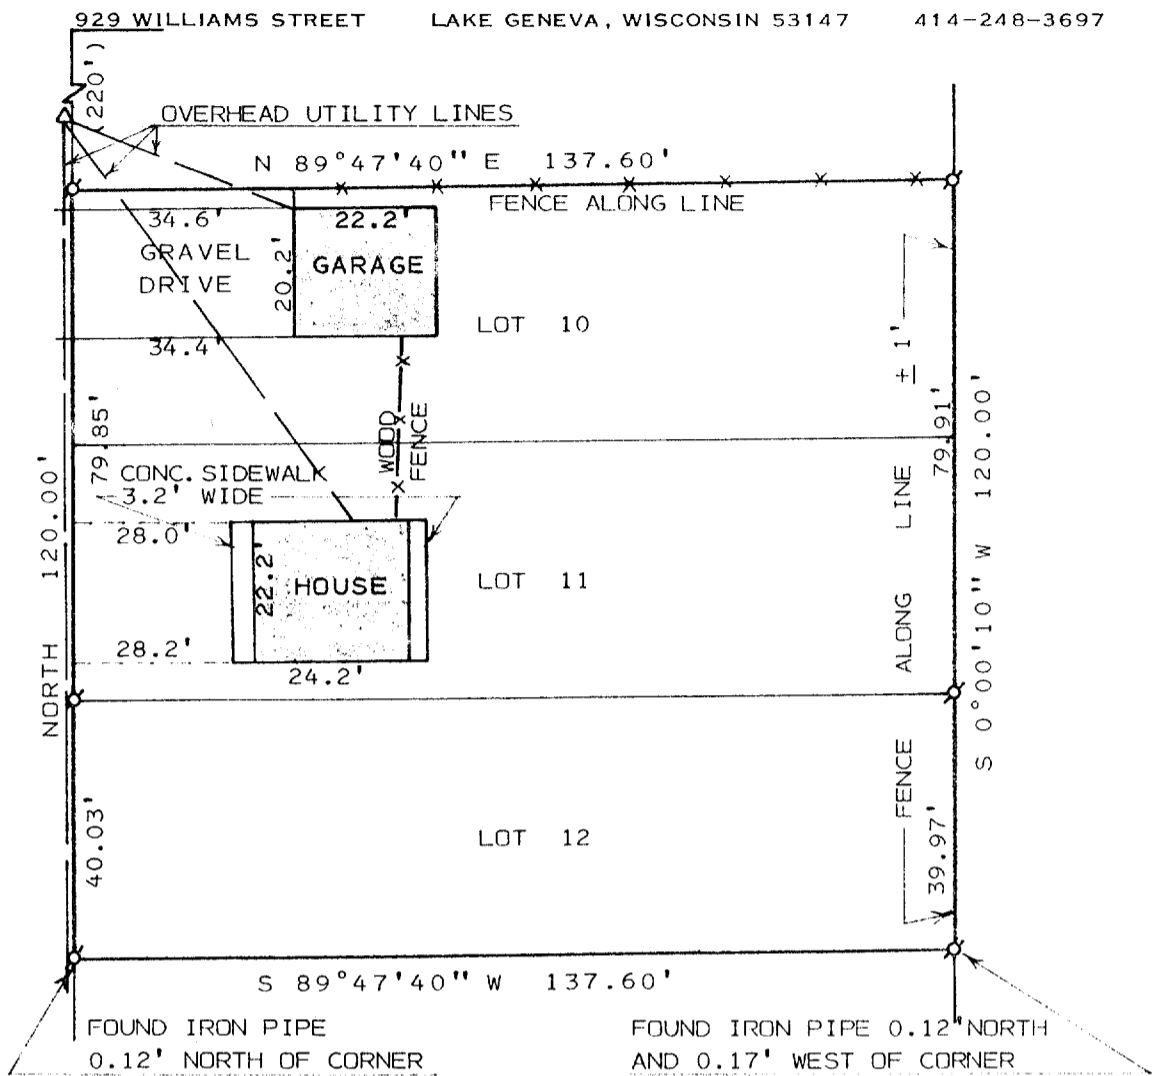 929 WILLIAMS STREET LAKE GENEVA, WISCONSIN 53147 414-248-3697
(220')
OVERHEAD UTILITY LINES
N 89°47'40" E 137.60'
FENCE ALONG LINE
34.6'
22.2'
GRAVEL
DRIVE
20.2'
GARAGE
LOT 10
34.4'
± 1'
79.85'
WOOD
FENCE
79.91'
CONC. SIDEWALK
3.2' WIDE
NORTH 120.00'
28.0'
22.2'
HOUSE
LOT 11
28.2'
24.2'
FENCE ALONG LINE
S 0°00'10" W 120.00'
40.03'
LOT 12
39.97'
S 89°47'40" W 137.60'
FOUND IRON PIPE
0.12' NORTH OF CORNER
FOUND IRON PIPE 0.12' NORTH
AND 0.17' WEST OF CORNER